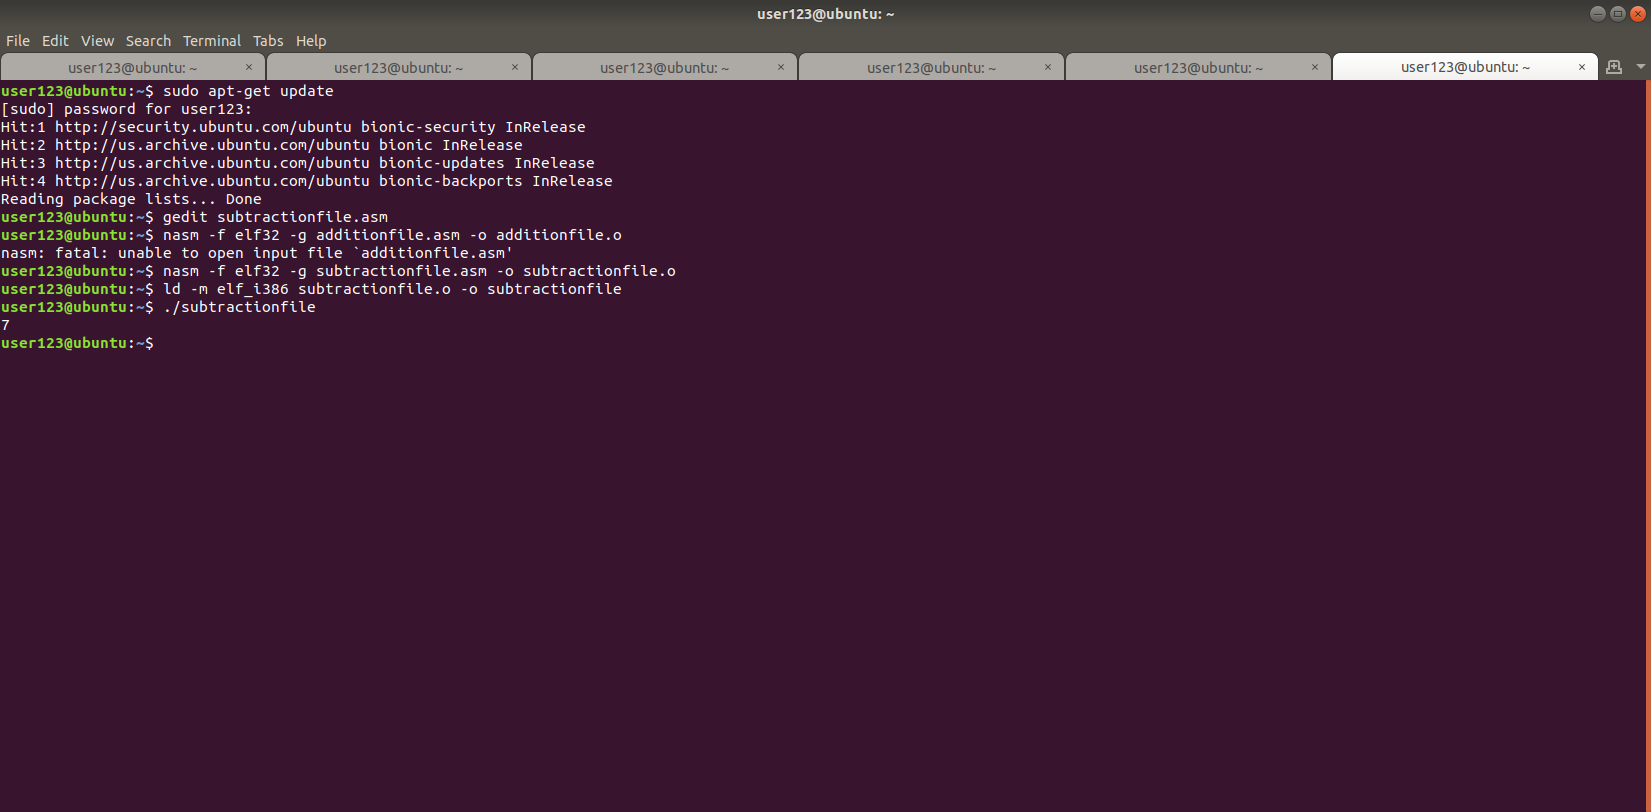 user123@ubuntu: ~
File Edit View Search Terminal Tabs Help
user123@ubuntu: ~ × user123@ubuntu: ~ × user123@ubuntu: ~ × user123@ubuntu: ~ × user123@ubuntu: ~ × user123@ubuntu: ~ ×
user123@ubuntu:~$ sudo apt-get update
[sudo] password for user123:
Hit:1 http://security.ubuntu.com/ubuntu bionic-security InRelease
Hit:2 http://us.archive.ubuntu.com/ubuntu bionic InRelease
Hit:3 http://us.archive.ubuntu.com/ubuntu bionic-updates InRelease
Hit:4 http://us.archive.ubuntu.com/ubuntu bionic-backports InRelease
Reading package lists... Done
user123@ubuntu:~$ gedit subtractionfile.asm
user123@ubuntu:~$ nasm -f elf32 -g additionfile.asm -o additionfile.o
nasm: fatal: unable to open input file `additionfile.asm'
user123@ubuntu:~$ nasm -f elf32 -g subtractionfile.asm -o subtractionfile.o
user123@ubuntu:~$ ld -m elf_i386 subtractionfile.o -o subtractionfile
user123@ubuntu:~$ ./subtractionfile
7
user123@ubuntu:~$